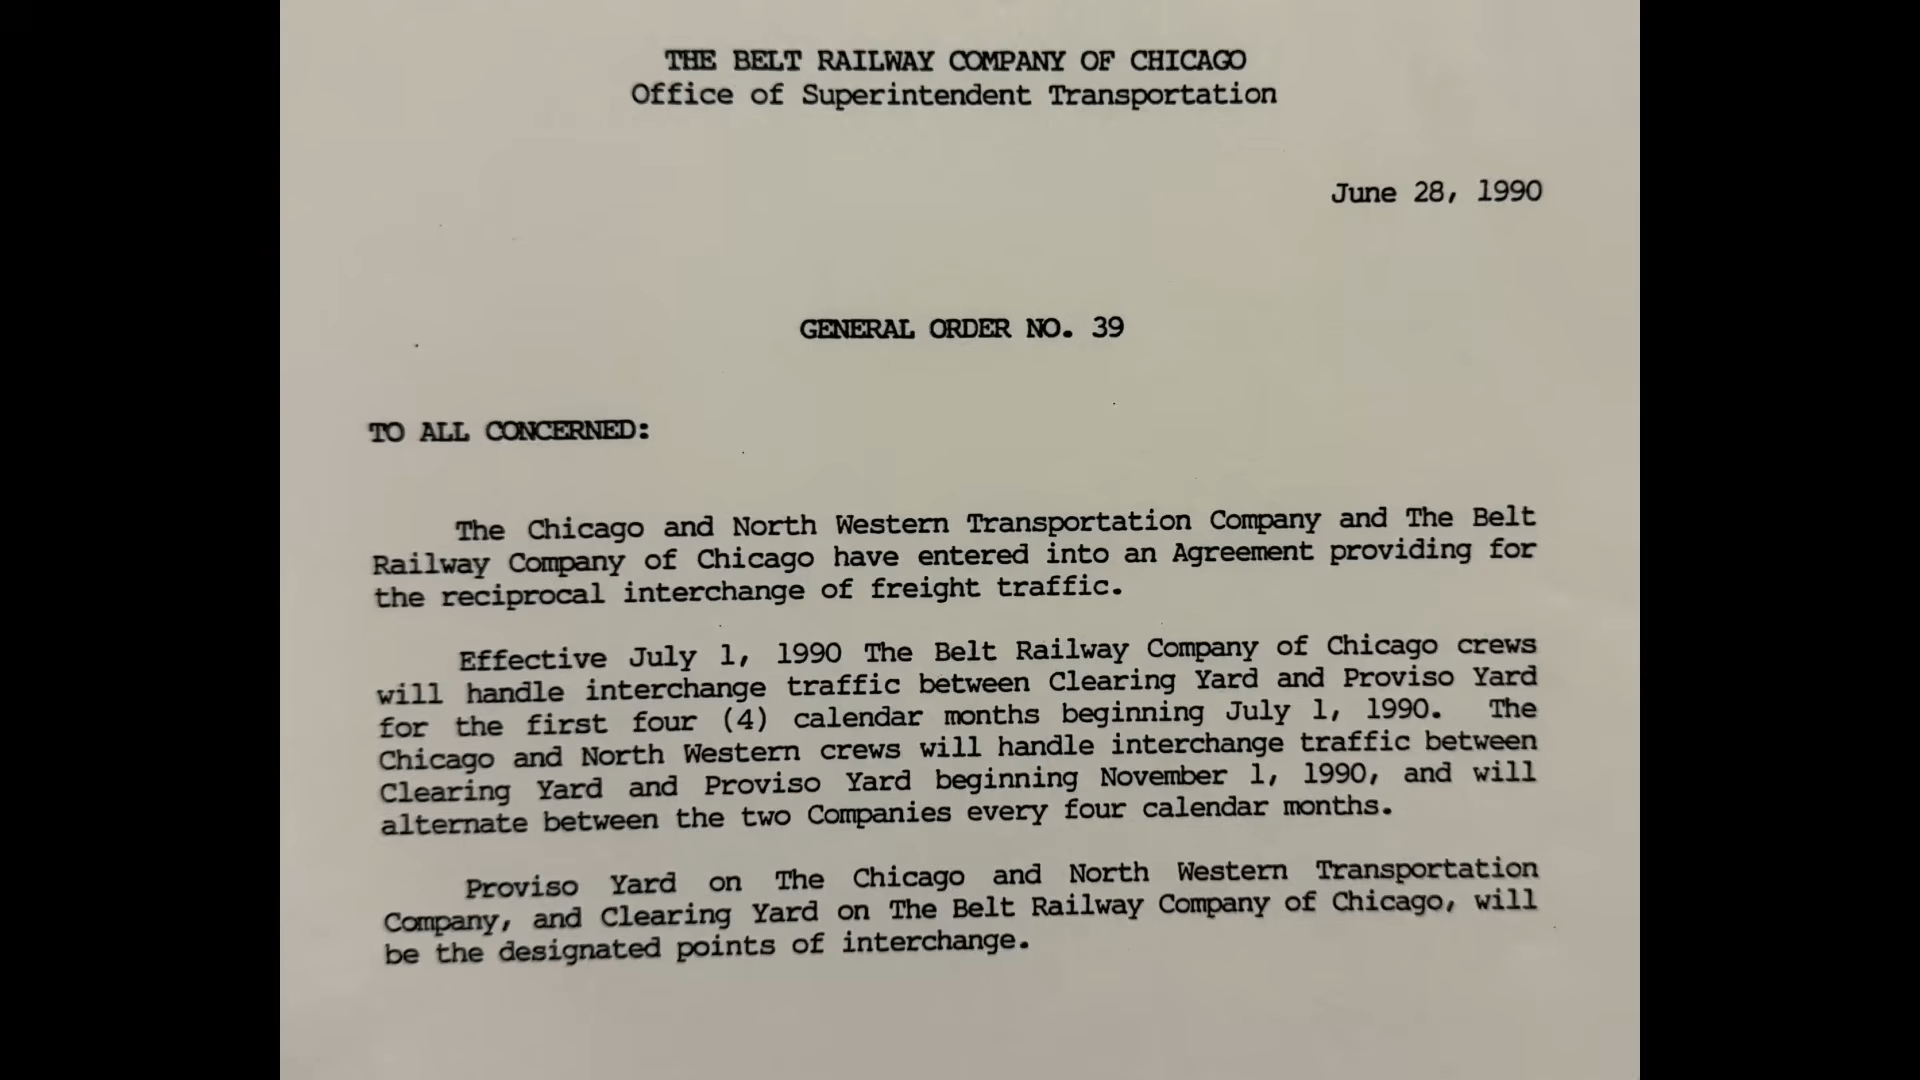 THE BELT RAILWAY COMPANY OF CHICAGO
Office of Superintendent Transportation
June 28, 1990
GENERAL ORDER NO. 39
TO ALL CONCERNED:
The Chicago and North Western Transportation Company and The Belt
Railway Company of Chicago have entered into an Agreement providing for
the reciprocal interchange of freight traffic.
Effective July 1, 1990 The Belt Railway Company of Chicago crews
will handle interchange traffic between Clearing Yard and Proviso Yard
for the first four (4) calendar months beginning July 1, 1990. The
Chicago and North Western crews will handle interchange traffic between
Clearing Yard and Proviso Yard beginning November 1, 1990, and will
alternate between the two Companies every four calendar months.
Proviso Yard on The Chicago and North Western Transportation
Company, and Clearing Yard on The Belt Railway Company of Chicago, will
be the designated points of interchange.